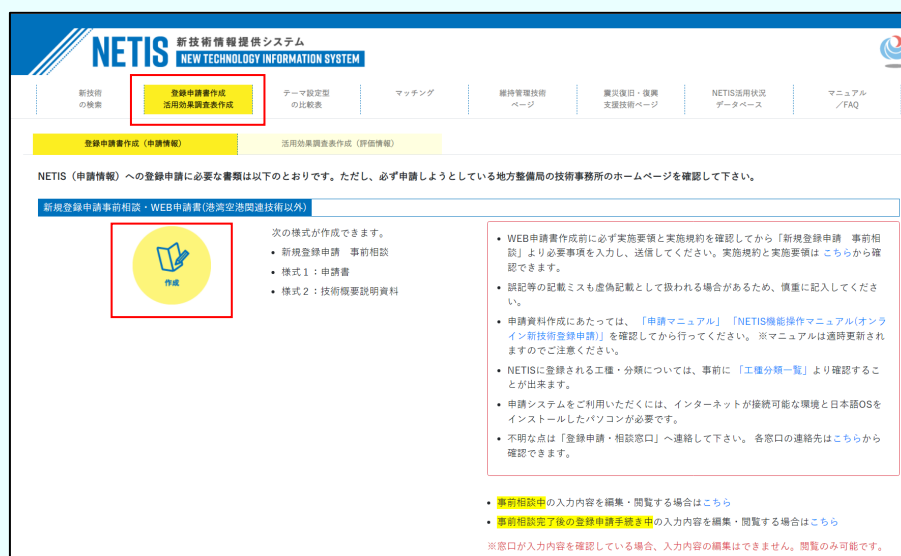 NETIS 新技術情報提供システム
NEW TECHNOLOGY INFORMATION SYSTEM
新技術
の検索
登録申請書作成
活用効果調査表作成
テーマ設定型
の比較表
マッチング
維持管理技術
ページ
震災復旧・復興
支援技術ページ
NETIS活用状況
データベース
マニュアル
／FAQ
登録申請書作成（申請情報）
活用効果調査表作成（評価情報）
NETIS（申請情報）への登録申請に必要な書類は以下のとおりです。ただし、必ず申請しようとしている地方整備局の技術事務所のホームページを確認して下さい。
新規登録申請事前相談・WEB申請書(港湾空港関連技術以外)
作成
次の様式が作成できます。
• 新規登録申請　事前相談
• 様式１：申請書
• 様式２：技術概要説明資料
• WEB申請書作成前に必ず実施要領と実施規約を確認してから「新規登録申請　事前相
談」より必要事項を入力し、送信してください。実施規約と実施要領は こちらから確
認できます。
• 誤記等の記載ミスも虚偽記載として扱われる場合があるため、慎重に記入してくださ
い。
• 申請資料作成にあたっては、 「申請マニュアル」 「NETIS機能操作マニュアル(オンラ
イン新技術登録申請)」を確認してから行ってください。 ※マニュアルは適時更新され
ますのでご注意ください。
• NETISに登録される工種・分類については、事前に 「工種分類一覧」より確認するこ
とが出来ます。
• 申請システムをご利用いただくには、インターネットが接続可能な環境と日本語OSを
インストールしたパソコンが必要です。
• 不明な点は「登録申請・相談窓口」へ連絡して下さい。 各窓口の連絡先はこちらから
確認できます。
• 事前相談中の入力内容を編集・閲覧する場合はこちら
• 事前相談完了後の登録申請手続き中の入力内容を編集・閲覧する場合はこちら
※窓口が入力内容を確認している場合、入力内容の編集はできません。閲覧のみ可能です。